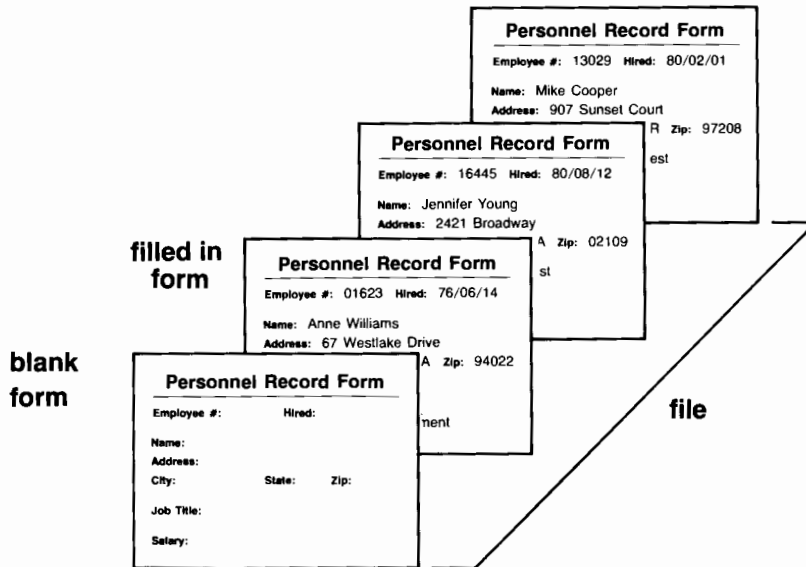 Personnel Record Form
Employee #: 13029 Hired: 80/02/01
Name: Mike Cooper
Address: 907 Sunset Court
R Zip: 97208
est
Personnel Record Form
Employee #: 16445 Hired: 80/08/12
Name: Jennifer Young
Address: 2421 Broadway
A Zip: 02109
st
filled in
form
Personnel Record Form
Employee #: 01623 Hired: 76/06/14
Name: Anne Williams
Address: 67 Westlake Drive
A Zip: 94022
ment
blank
form
Personnel Record Form
Employee #: Hired:
Name:
Address:
City: State: Zip:
Job Title:
Salary:
file